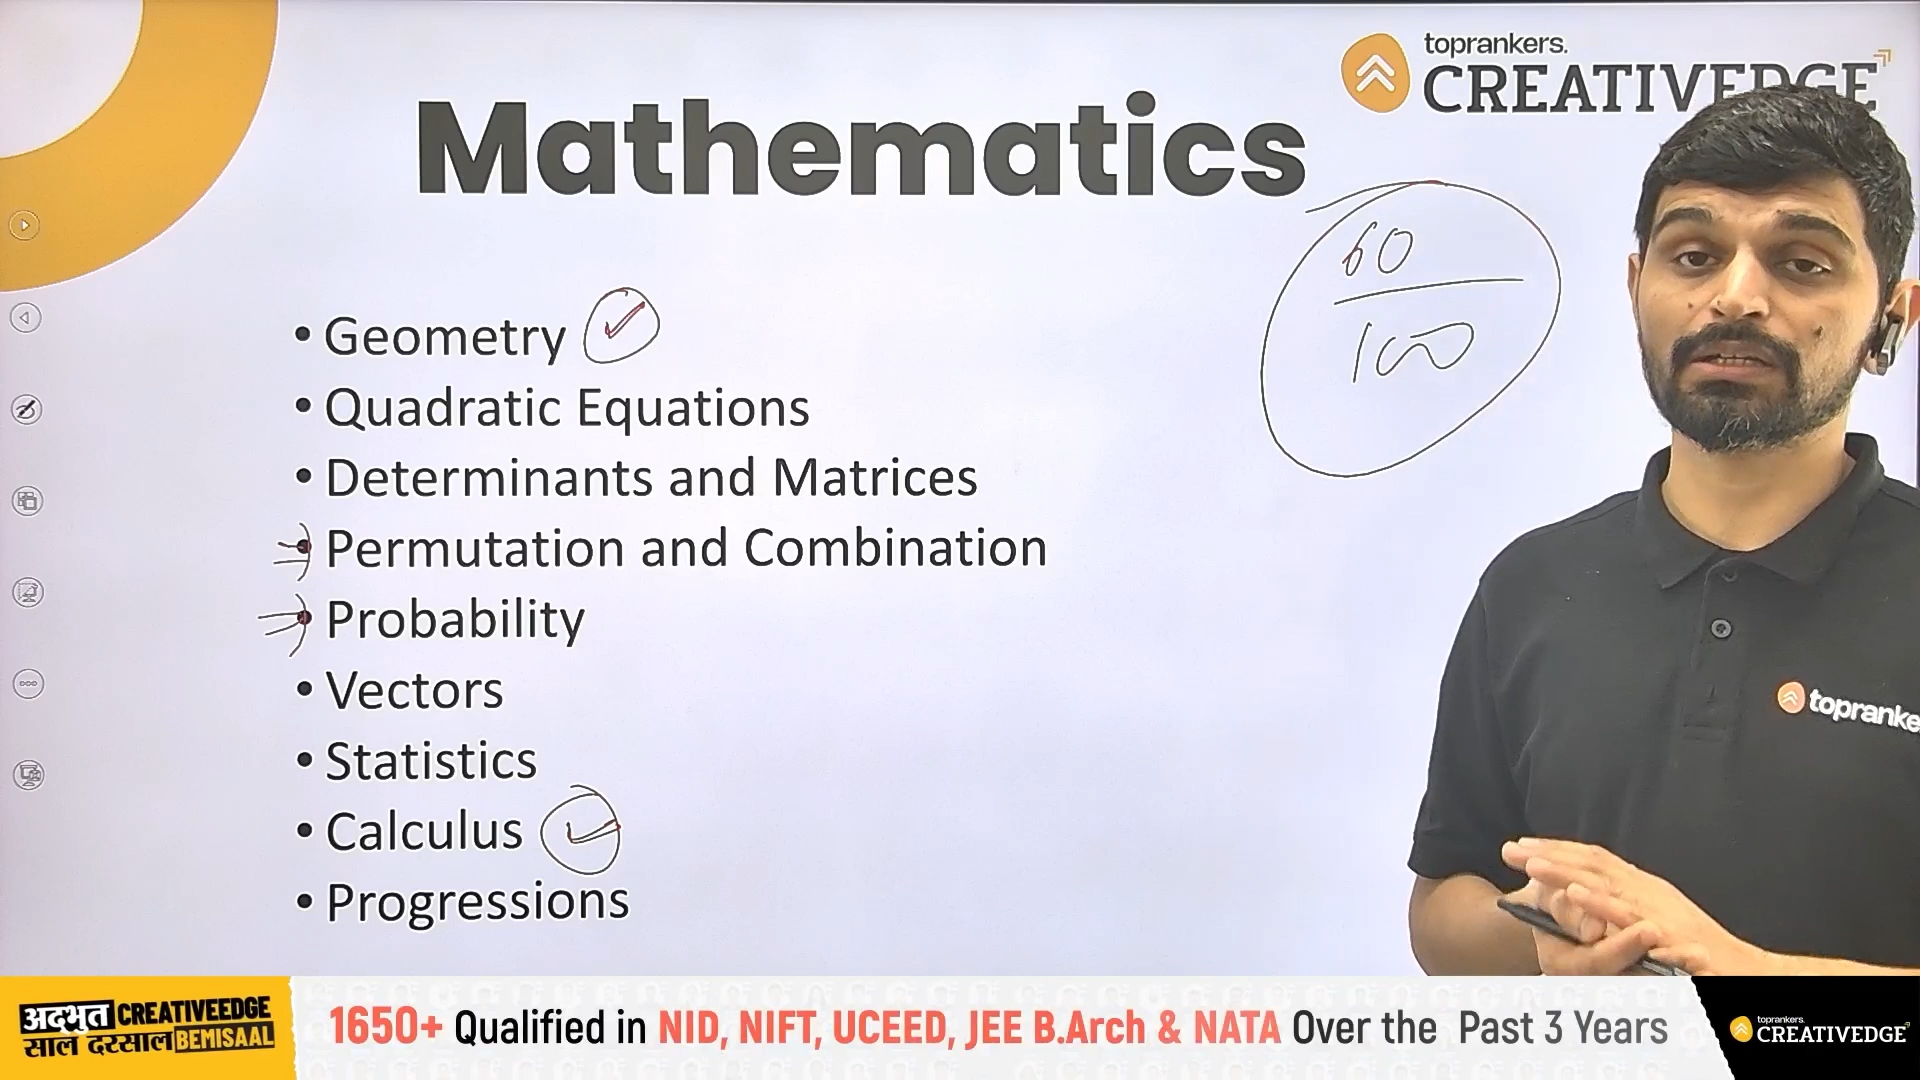 toprankers.
CREATIVEDGE
Mathematics
60
100
• Geometry
• Quadratic Equations
• Determinants and Matrices
• Permutation and Combination
• Probability
• Vectors
• Statistics
• Calculus
• Progressions
topranke
अद्भुत CREATIVEEDGE
साल दरसाल BEMISAAL
1650+ Qualified in NID, NIFT, UCEED, JEE B.Arch & NATA Over the Past 3 Years
toprankers.
CREATIVEDGE